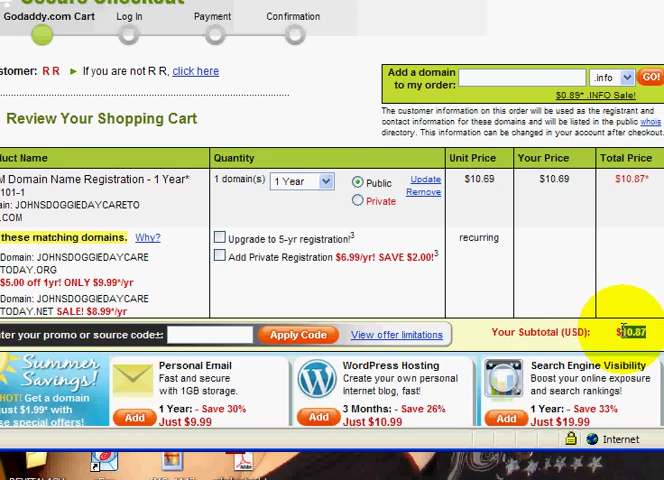 Godaddy.com Cart Log In Payment Confirmation
stomer: R R ► If you are not R R, click here
Add a domain
to my order:
.info GO!
$0.89* .INFO Sale!
The customer information on this order will be used as the registrant and
contact information for these domains and will be listed in the public whois
directory. This information can be changed in your account after checkout.
Review Your Shopping Cart
duct Name Quantity Unit Price Your Price Total Price
M Domain Name Registration - 1 Year*
101-1
ain: JOHNSDOGGIEDAYCARETO
.COM
1 domain(s) 1 Year Public Update
Private Remove
$10.69 $10.69 $10.87*
these matching domains. Why?
Domain: JOHNSDOGGIEDAYCARE
TODAY.ORG
$5.00 off 1yr! ONLY $9.99*/yr
Domain: JOHNSDOGGIEDAYCARE
TODAY.NET SALE! $8.99*/yr
Upgrade to 5-yr registration!3
Add Private Registration $6.99/yr! SAVE $2.00!3
recurring
nter your promo or source code: Apply Code View offer limitations
Your Subtotal (USD): $10.87
Summer
Savings!
HOT! Get a domain
just $1.99* with
ese special offers!
Personal Email
Fast and secure
with 1GB storage.
Add
1 Year: - Save 30%
Just $9.99
WordPress Hosting
Create your own personal
Internet blog, fast!
Add
3 Months: - Save 26%
Just $10.99
Search Engine Visibility
Boost your online exposure
and search rankings!
Add
1 Year: - Save 33%
Just $19.99
Internet